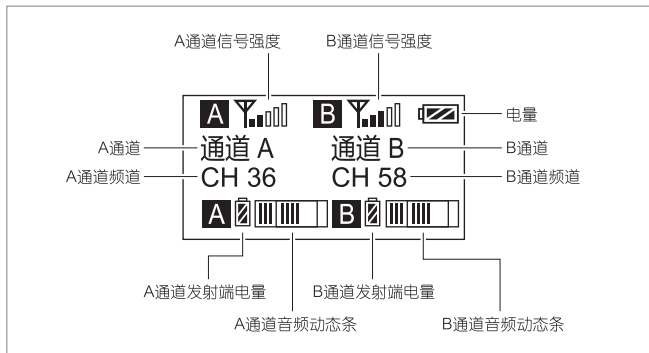 A通道信号强度 B通道信号强度
A B
电量
A通道 通道 A 通道 B B通道
A通道频道 CH 36 CH 58 B通道频道
A B
A通道发射端电量 B通道发射端电量
A通道音频动态条 B通道音频动态条